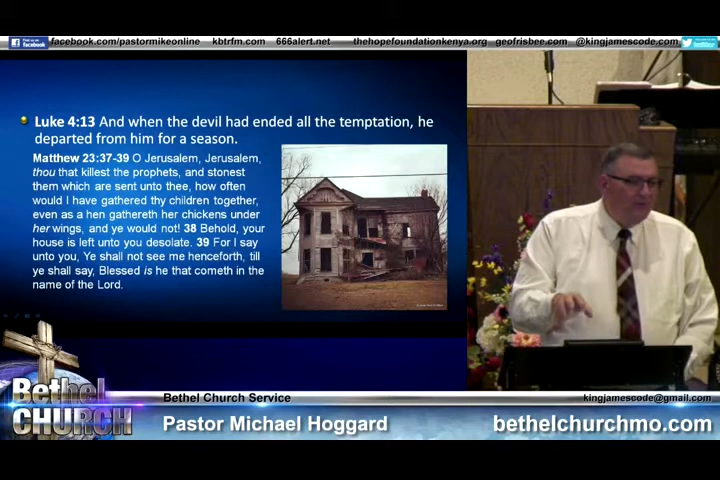 Find us on facebook
facebook.com/pastormikeonline kbtrfm.com 666alert.net thehopefoundationkenya.org geofrisbee.com @kingjamescode.com
Luke 4:13 And when the devil had ended all the temptation, he
departed from him for a season.
Matthew 23:37-39 O Jerusalem, Jerusalem,
thou that killest the prophets, and stonest
them which are sent unto thee, how often
would I have gathered thy children together,
even as a hen gathereth her chickens under
her wings, and ye would not! 38 Behold, your
house is left unto you desolate. 39 For I say
unto you, Ye shall not see me henceforth, till
ye shall say, Blessed is he that cometh in the
name of the Lord.
Bethel
CHURCH
Bethel Church Service
kingjamescode@gmail.com
Pastor Michael Hoggard
bethelchurchmo.com